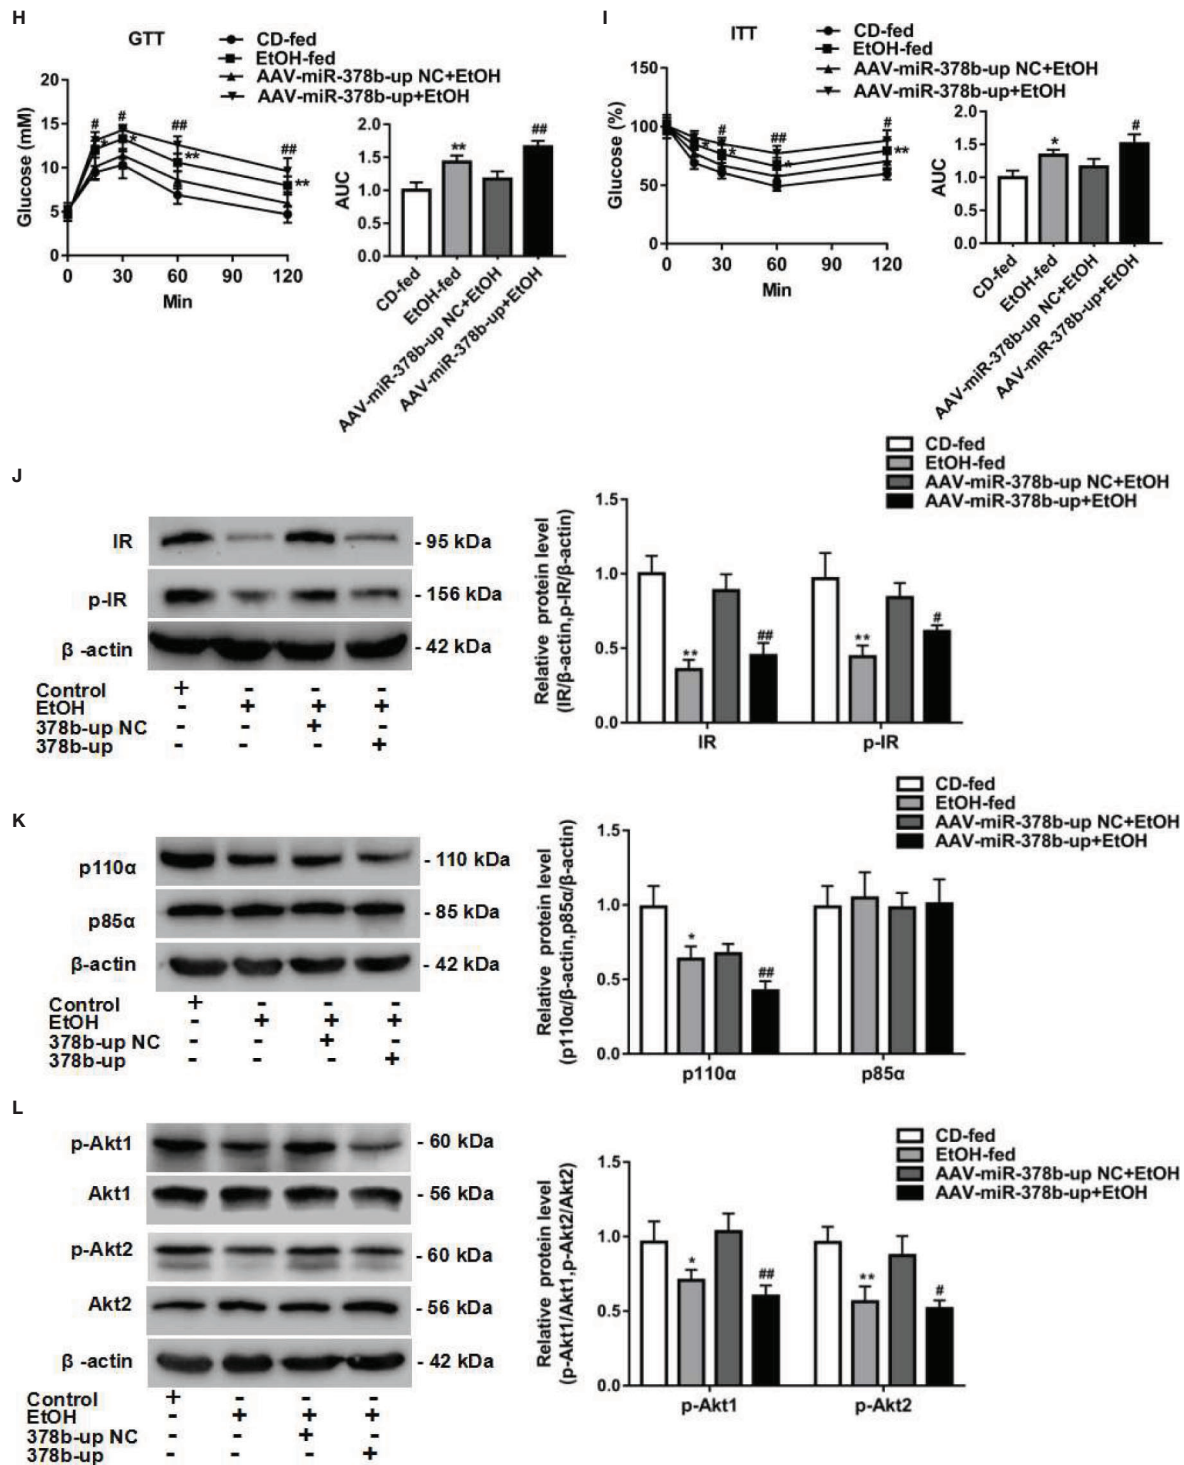 H
GTT
CD-fed
EtOH-fed
AAV-miR-378b-up NC+EtOH
AAV-miR-378b-up+EtOH
Glucose (mM)
20
15
10
5
0
# # ## ##
* * ** **
0 30 60 90 120
Min
AUC
2.0
1.5
1.0
0.5
0.0
** ##
CD-fed
EtOH-fed
AAV-miR-378b-up NC+EtOH
AAV-miR-378b-up+EtOH
I
ITT
CD-fed
EtOH-fed
AAV-miR-378b-up NC+EtOH
AAV-miR-378b-up+EtOH
Glucose (%)
150
100
50
0
# ## #
* * * **
0 30 60 90 120
Min
AUC
2.0
1.5
1.0
0.5
0.0
* #
CD-fed
EtOH-fed
AAV-miR-378b-up NC+EtOH
AAV-miR-378b-up+EtOH
J
IR - 95 kDa
p-IR - 156 kDa
β -actin - 42 kDa
Control + - - -
EtOH - + + +
378b-up NC - - + -
378b-up - - - +
CD-fed
EtOH-fed
AAV-miR-378b-up NC+EtOH
AAV-miR-378b-up+EtOH
Relative protein level
(IR/β-actin,p-IR/β-actin)
1.5
1.0
0.5
0.0
** ## ** #
IR p-IR
K
p110α - 110 kDa
p85α - 85 kDa
β-actin - 42 kDa
Control + - - -
EtOH - + + +
378b-up NC - - + -
378b-up - - - +
CD-fed
EtOH-fed
AAV-miR-378b-up NC+EtOH
AAV-miR-378b-up+EtOH
Relative protein level
(p110α/β-actin,p85α/β-actin)
1.5
1.0
0.5
0.0
* ##
p110α p85α
L
p-Akt1 - 60 kDa
Akt1 - 56 kDa
p-Akt2 - 60 kDa
Akt2 - 56 kDa
β -actin - 42 kDa
Control + - - -
EtOH - + + +
378b-up NC - - + -
378b-up - - - +
CD-fed
EtOH-fed
AAV-miR-378b-up NC+EtOH
AAV-miR-378b-up+EtOH
Relative protein level
(p-Akt1/Akt1,p-Akt2/Akt2)
1.5
1.0
0.5
0.0
* ## ** #
p-Akt1 p-Akt2